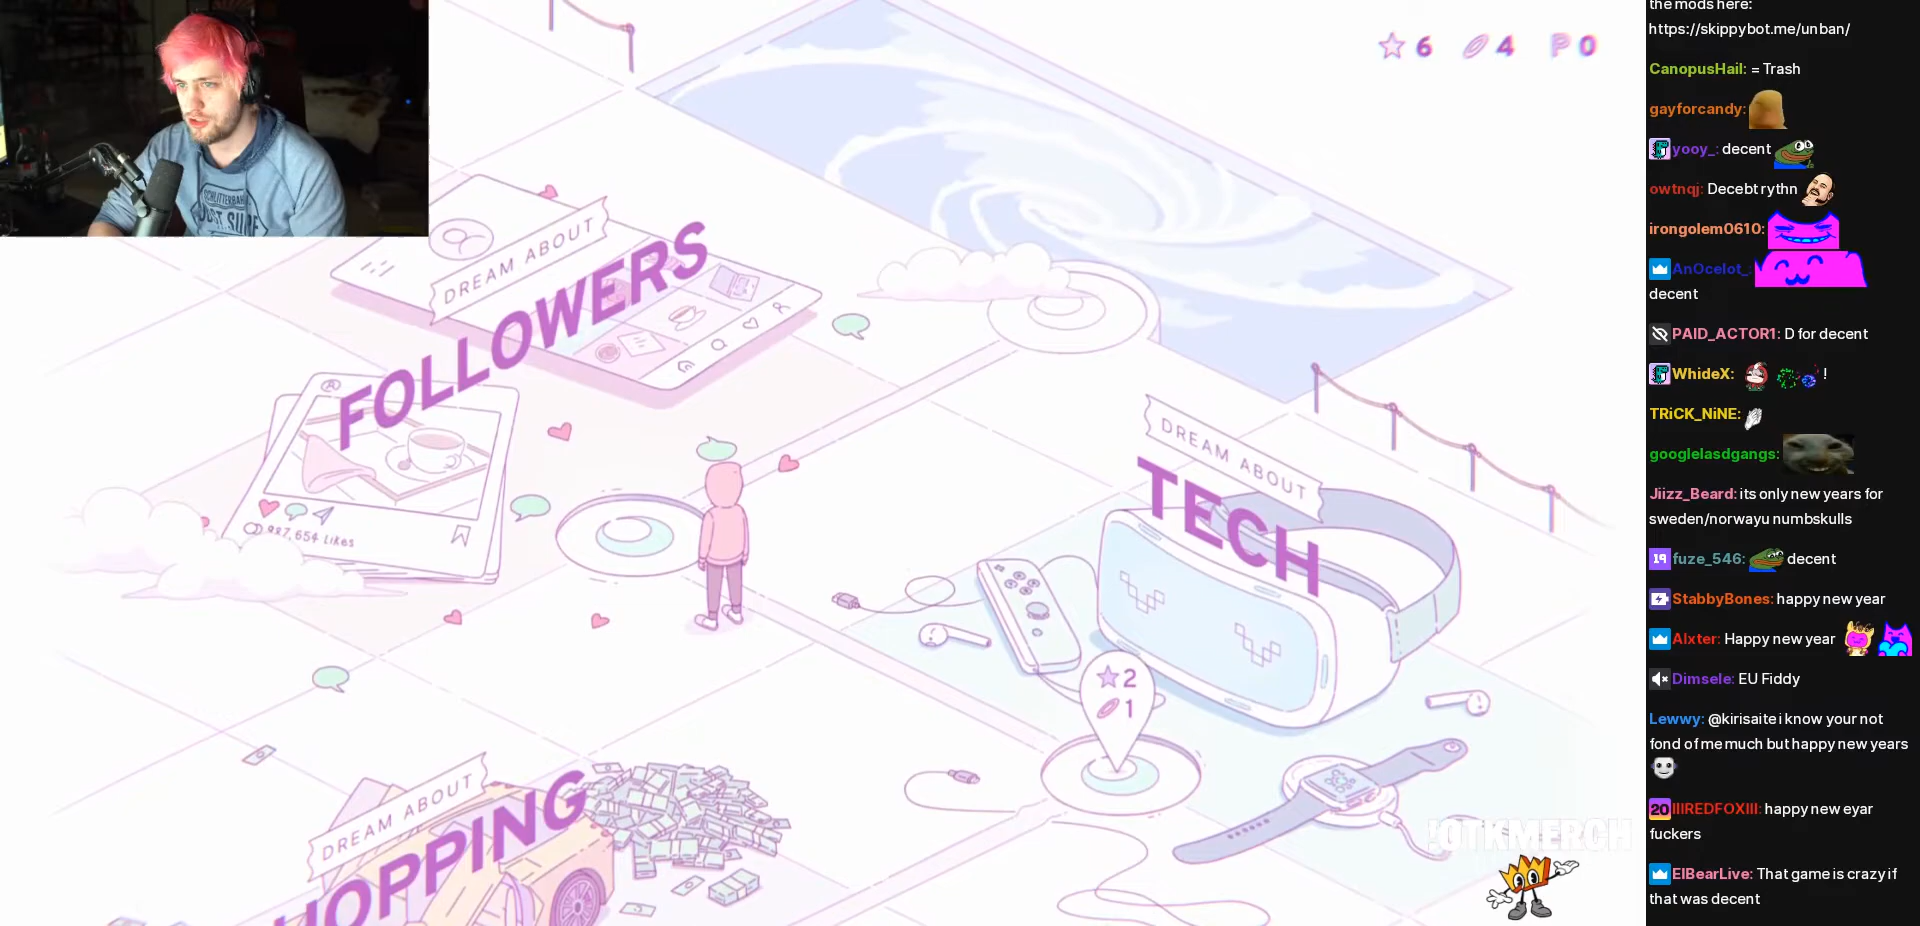 6 4 P 0
SCHLITTERBAHN
JUST SURF
DREAM ABOUT
FOLLOWERS
987,654 Likes
DREAM ABOUT
TECH
2
1
DREAM ABOUT
HOPPING
!OTKMERCH
the mods here:
https://skippybot.me/unban/
CanopusHail: = Trash
gayforcandy:
yooy_: decent
owtnqj: Decebt rythn
irongolem0610:
AnOcelot_:
decent
PAID_ACTOR1: D for decent
WhideX: !
TRiCK_NiNE:
googlelasdgangs:
Jiizz_Beard: its only new years for
sweden/norwayu numbskulls
19 fuze_546: decent
StabbyBones: happy new year
Alxter: Happy new year
Dimsele: EU Fiddy
Lewwy: @kirisaite i know your not
fond of me much but happy new years
20 IIIREDFOXIII: happy new eyar
fuckers
ElBearLive: That game is crazy if
that was decent